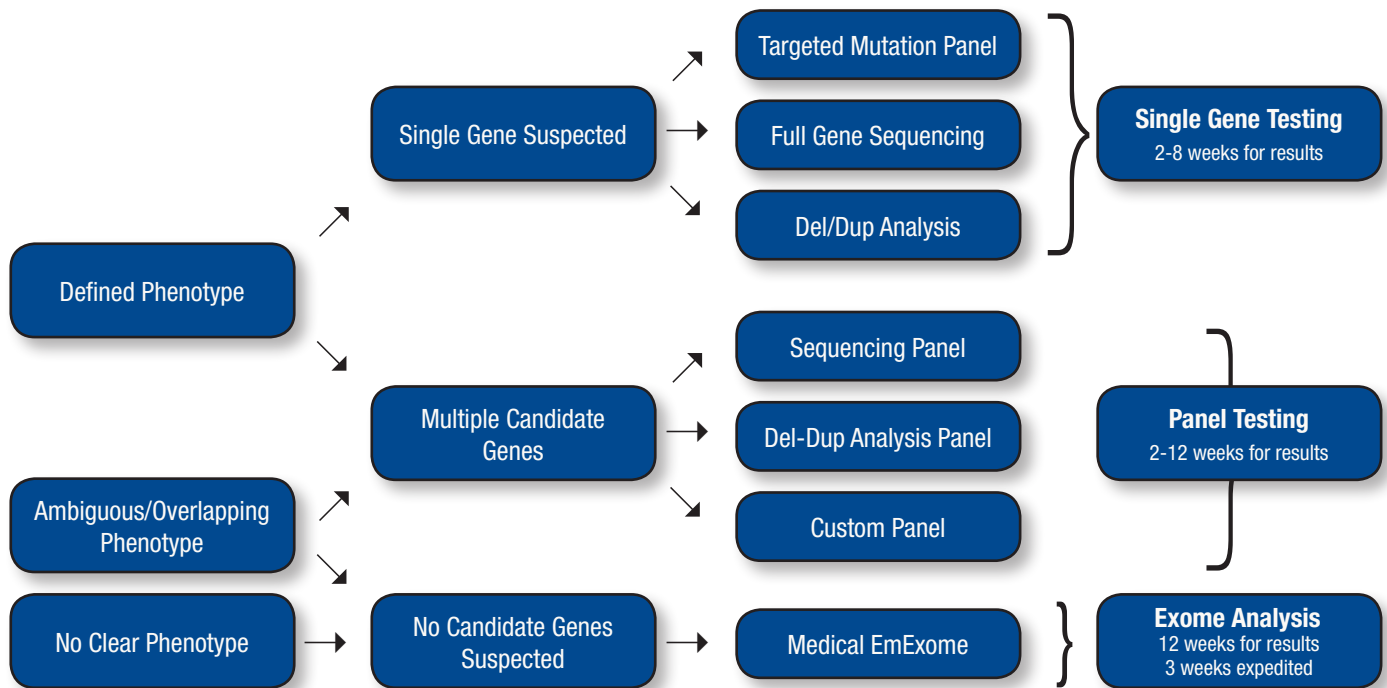 Defined Phenotype
Ambiguous/Overlapping
Phenotype
No Clear Phenotype
Single Gene Suspected
Multiple Candidate
Genes
No Candidate Genes
Suspected
Targeted Mutation Panel
Full Gene Sequencing
Del/Dup Analysis
Sequencing Panel
Del-Dup Analysis Panel
Custom Panel
Medical EmExome
Single Gene Testing
2-8 weeks for results
Panel Testing
2-12 weeks for results
Exome Analysis
12 weeks for results
3 weeks expedited